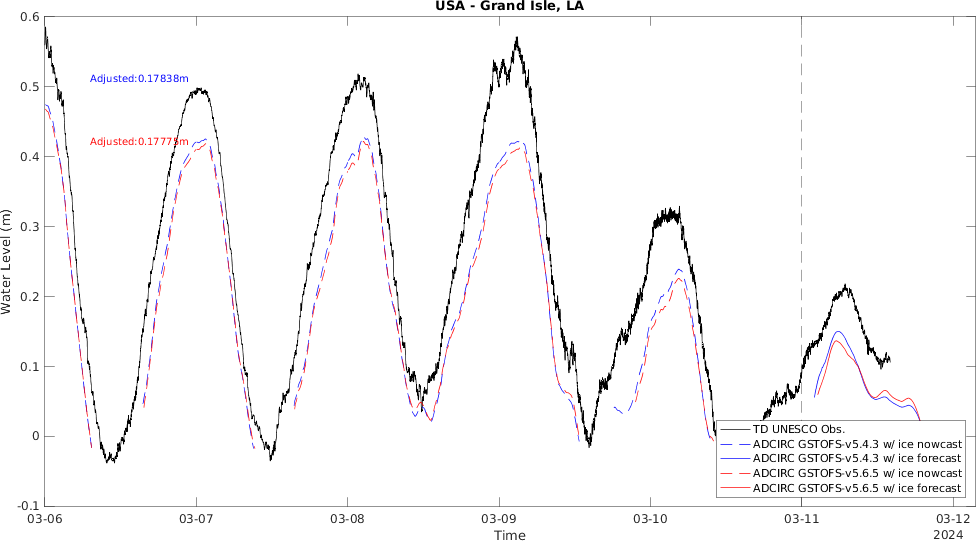 USA - Grand Isle, LA
0.6
0.5
0.4
0.3
0.2
0.1
0
-0.1
Water Level (m)
Adjusted:0.17838m
Adjusted:0.17775m
TD UNESCO Obs.
ADCIRC GSTOFS-v5.4.3 w/ ice nowcast
ADCIRC GSTOFS-v5.4.3 w/ ice forecast
ADCIRC GSTOFS-v5.6.5 w/ ice nowcast
ADCIRC GSTOFS-v5.6.5 w/ ice forecast
03-06 03-07 03-08 03-09 03-10 03-11 03-12
Time
2024